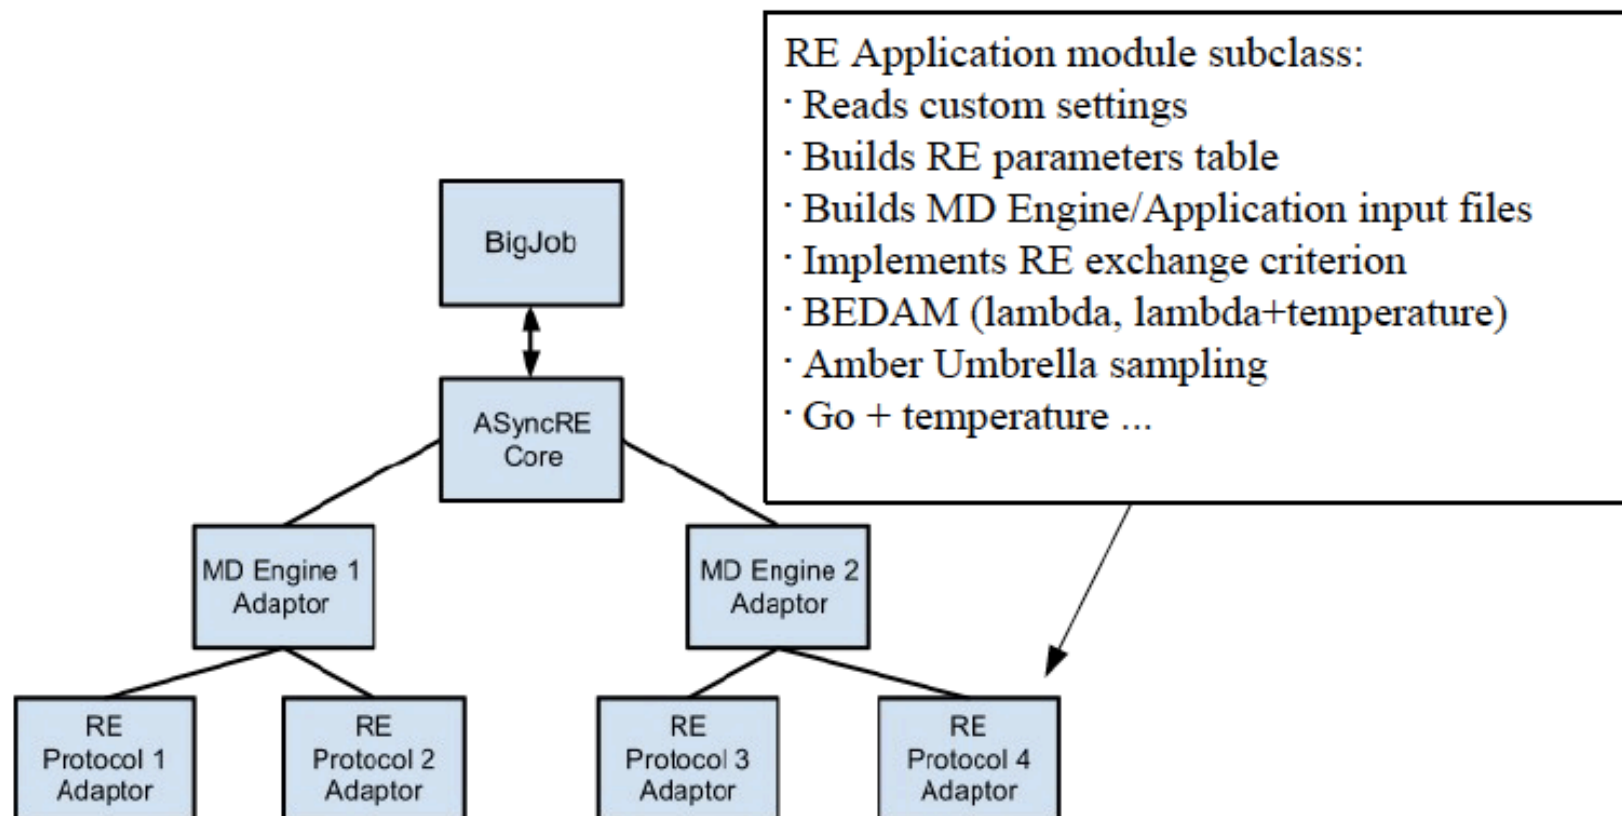 RE Application module subclass:
· Reads custom settings
· Builds RE parameters table
· Builds MD Engine/Application input files
· Implements RE exchange criterion
· BEDAM (lambda, lambda+temperature)
· Amber Umbrella sampling
· Go + temperature ...
BigJob
ASyncRE
Core
MD Engine 1
Adaptor
MD Engine 2
Adaptor
RE
Protocol 1
Adaptor
RE
Protocol 2
Adaptor
RE
Protocol 3
Adaptor
RE
Protocol 4
Adaptor